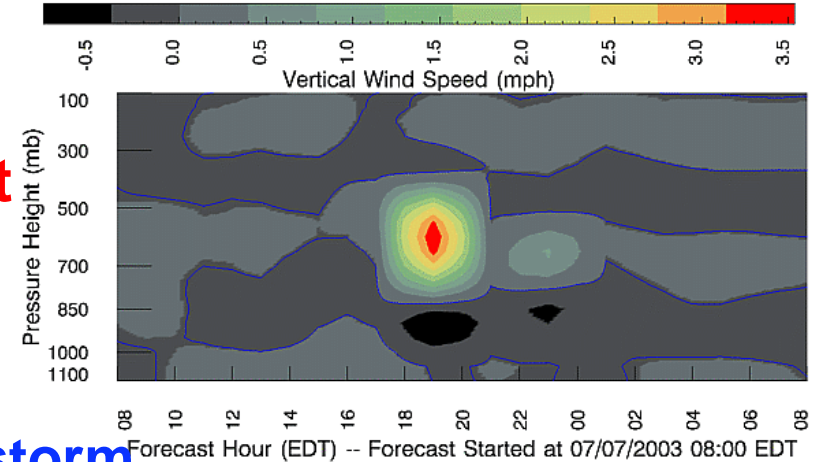 -0.5 0.0 0.5 1.0 1.5 2.0 2.5 3.0 3.5
Vertical Wind Speed (mph)
Pressure Height (mb)
100
300
500
700
850
1000
1100
t
08 10 12 14 16 18 20 22 00 02 04 06 08
Forecast Hour (EDT) -- Forecast Started at 07/07/2003 08:00 EDT
storm